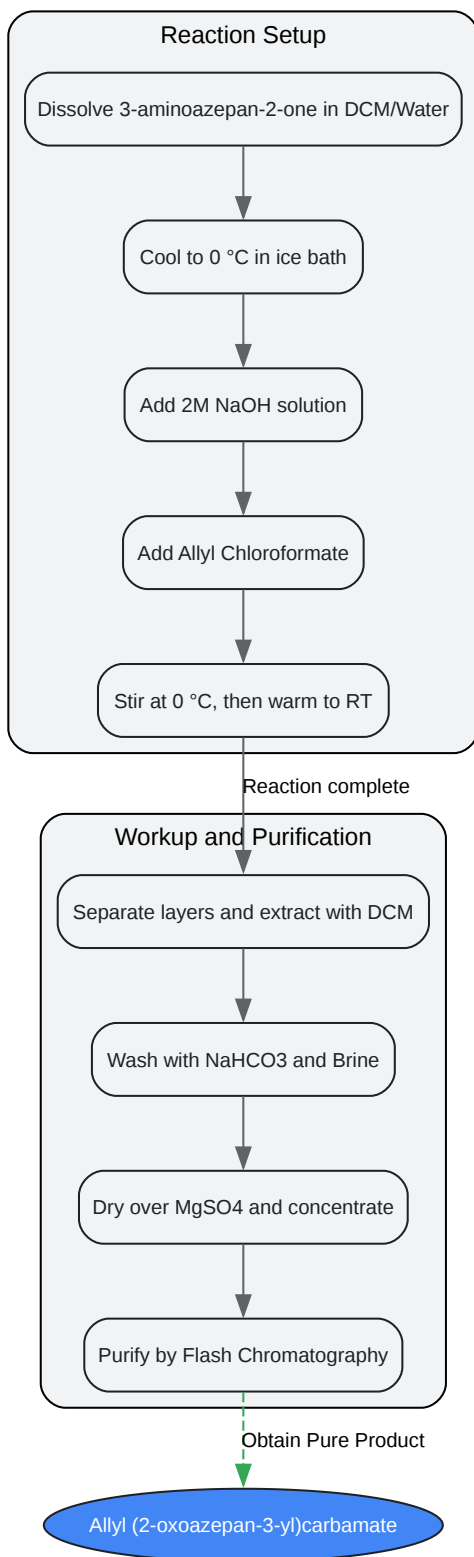 Reaction Setup
Dissolve 3-aminoazepan-2-one in DCM/Water
Cool to 0 °C in ice bath
Add 2M NaOH solution
Add Allyl Chloroformate
Stir at 0 °C, then warm to RT
Reaction complete
Workup and Purification
Separate layers and extract with DCM
Wash with NaHCO3 and Brine
Dry over MgSO4 and concentrate
Purify by Flash Chromatography
Obtain Pure Product
Allyl (2-oxoazepan-3-yl)carbamate